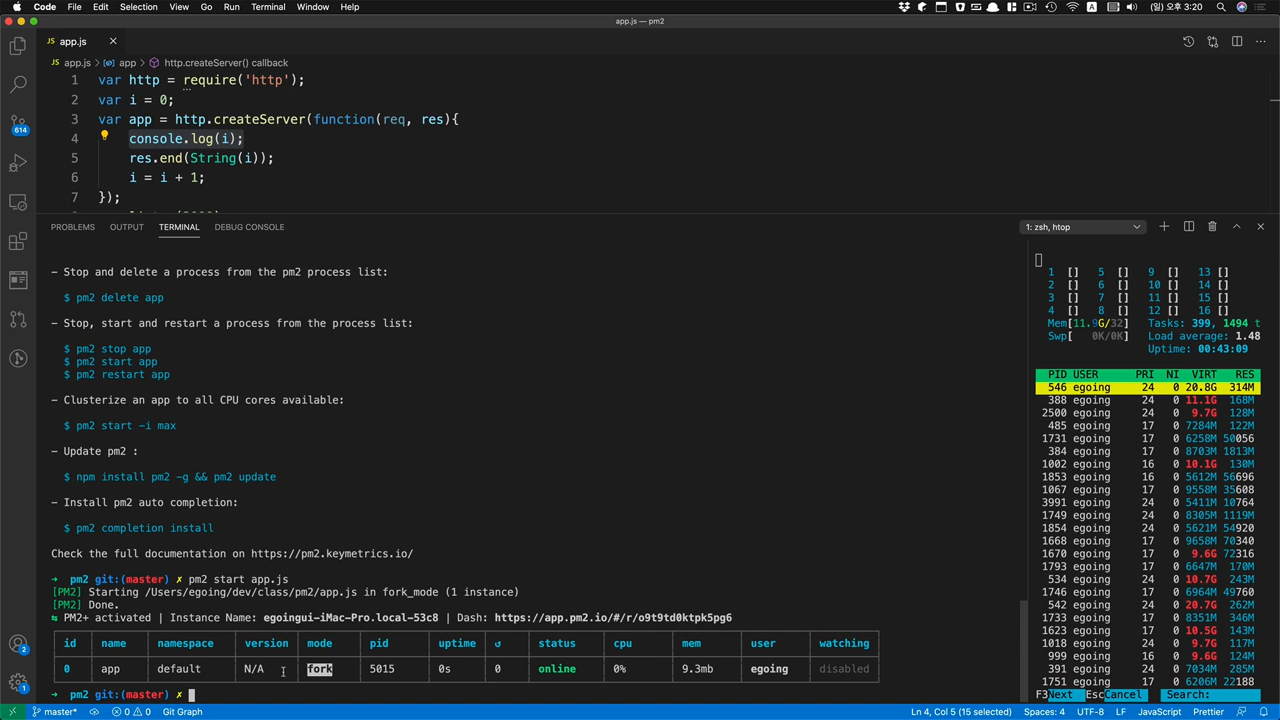 Code File Edit Selection View Go Run Terminal Window Help A (일) 오후 3:20
app.js — pm2
JS app.js ×
JS app.js > app > http.createServer() callback
1 var http = require('http');
2 var i = 0;
3 var app = http.createServer(function(req, res){
4 console.log(i);
5 res.end(String(i));
6 i = i + 1;
7 });
614
PROBLEMS OUTPUT TERMINAL DEBUG CONSOLE 1: zsh, htop
- Stop and delete a process from the pm2 process list:
$ pm2 delete app
- Stop, start and restart a process from the process list:
$ pm2 stop app
$ pm2 start app
$ pm2 restart app
- Clusterize an app to all CPU cores available:
$ pm2 start -i max
- Update pm2 :
$ npm install pm2 -g && pm2 update
- Install pm2 auto completion:
$ pm2 completion install
Check the full documentation on https://pm2.keymetrics.io/
→ pm2 git:(master) ✗ pm2 start app.js
[PM2] Starting /Users/egoing/dev/class/pm2/app.js in fork_mode (1 instance)
[PM2] Done.
⇆ PM2+ activated | Instance Name: egoingui-iMac-Pro.local-53c8 | Dash: https://app.pm2.io/#/r/o9t9td0ktpk5pg6
id name namespace version mode pid uptime ↺ status cpu mem user watching
0 app default N/A fork 5015 0s 0 online 0% 9.3mb egoing disabled
→ pm2 git:(master) ✗
1 [] 5 [] 9 [] 13 []
2 [] 6 [] 10 [] 14 []
3 [] 7 [] 11 [] 15 []
4 [] 8 [] 12 [] 16 []
Mem[11.9G/32] Tasks: 399, 1494 t
Swp[ 0K/0K] Load average: 1.48
Uptime: 00:43:09
PID USER PRI NI VIRT RES
546 egoing 24 0 20.8G 314M
388 egoing 24 0 11.1G 168M
2500 egoing 24 0 9.7G 128M
485 egoing 17 0 7284M 122M
1731 egoing 17 0 6258M 50056
384 egoing 17 0 8703M 1813M
1002 egoing 16 0 10.1G 130M
1853 egoing 16 0 5612M 56696
1067 egoing 17 0 9558M 35608
3991 egoing 24 0 5411M 10764
1749 egoing 24 0 8305M 1119M
1854 egoing 24 0 5621M 54920
1668 egoing 24 0 9658M 70340
1670 egoing 17 0 9.6G 72316
1793 egoing 17 0 6647M 170M
534 egoing 24 0 10.7G 243M
1746 egoing 24 0 6964M 49760
542 egoing 24 0 20.7G 262M
1733 egoing 17 0 8351M 346M
1623 egoing 17 0 10.5G 143M
1018 egoing 17 0 9.7G 112M
999 egoing 16 0 9.6G 124M
391 egoing 17 0 7034M 285M
1751 egoing 17 0 6206M 22188
F3Next EscCancel Search:
2
1
master* 0 0 Git Graph Ln 4, Col 5 (15 selected) Spaces: 4 UTF-8 LF JavaScript Prettier